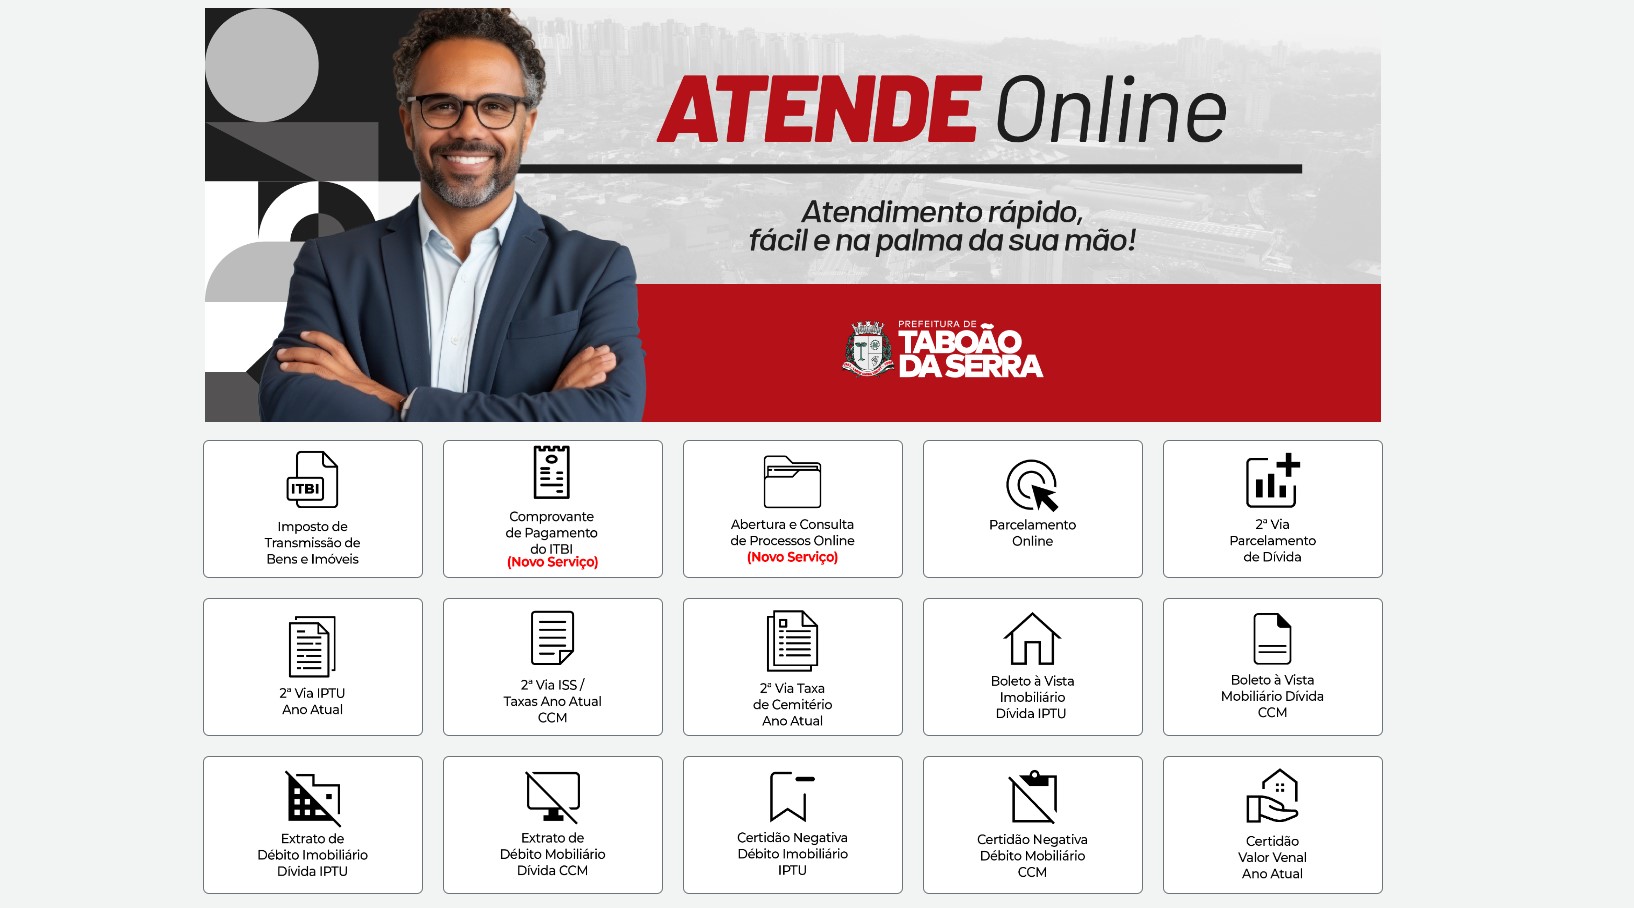 ATENDE Online
Atendimento rápido,
fácil e na palma da sua mão!
PREFEITURA DE
TABOÃO
DA SERRA
ITBI
Imposto de
Transmissão de
Bens e Imóveis
Comprovante
de Pagamento
do ITBI
(Novo Serviço)
Abertura e Consulta
de Processos Online
(Novo Serviço)
Parcelamento
Online
2ª Via
Parcelamento
de Dívida
2ª Via IPTU
Ano Atual
2ª Via ISS /
Taxas Ano Atual
CCM
2ª Via Taxa
de Cemitério
Ano Atual
Boleto à Vista
Imobiliário
Dívida IPTU
Boleto à Vista
Mobiliário Dívida
CCM
Extrato de
Débito Imobiliário
Dívida IPTU
Extrato de
Débito Mobiliário
Dívida CCM
Certidão Negativa
Débito Imobiliário
IPTU
Certidão Negativa
Débito Mobiliário
CCM
Certidão
Valor Venal
Ano Atual